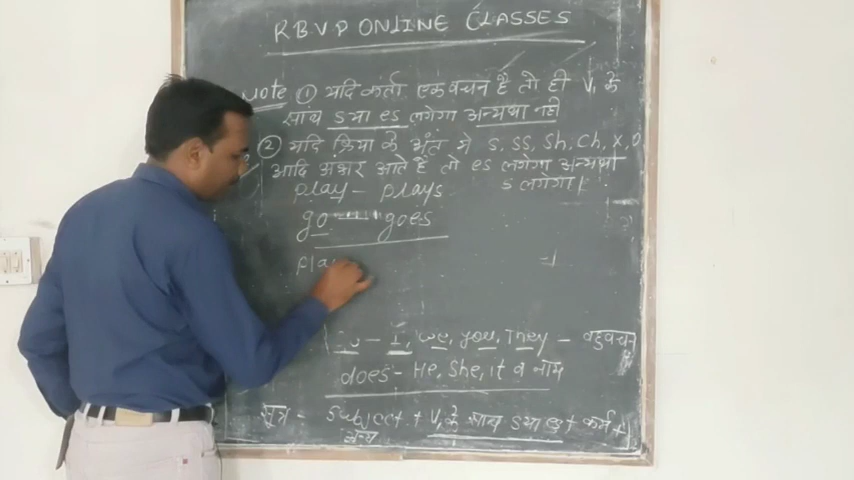 R.B.V.P ONLINE CLASSES
Note ① यदि कर्ता एकवचन है तो ही V₁ के
साथ s या es लगेगा अन्यथा नहीं
② यदि क्रिया के अंत मे s, ss, sh, ch, x, o
आदि अक्षर आते है तो es लगेगा अन्यथा
s लगेगा।
play – plays
go – goes
pla
– I, we, you, They – बहुवचन
does – He, She, it व नाम
सूत्र – Subject + V₁ के साथ s या es + कर्म +